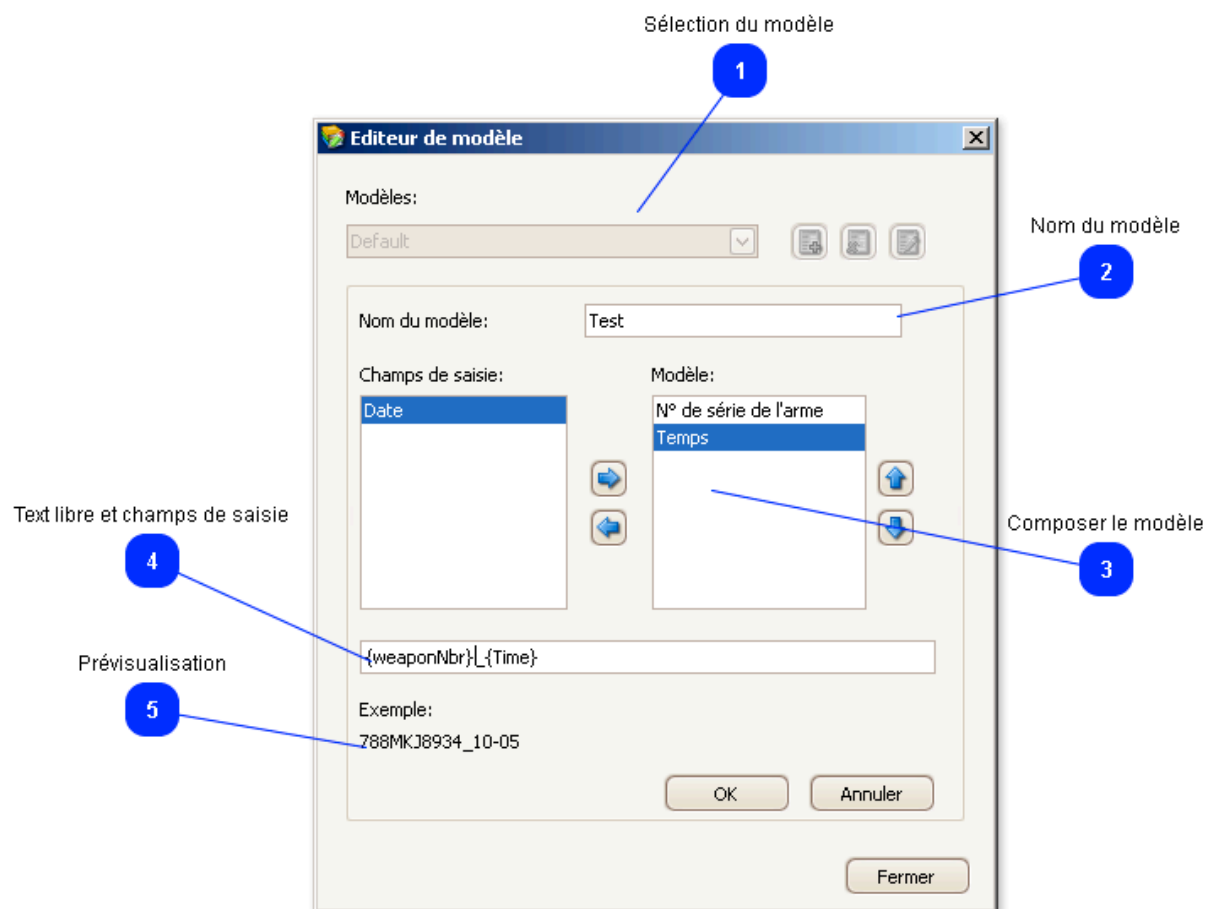 Sélection du modèle
1
Editeur de modèle
Modèles:
Default
Nom du modèle
2
Nom du modèle:
Test
Champs de saisie:
Modèle:
Date
N° de série de l'arme
Temps
Text libre et champs de saisie
4
Composer le modèle
3
{weaponNbr}_{Time}
Prévisualisation
5
Exemple:
788MKJ8934_10-05
OK
Annuler
Fermer